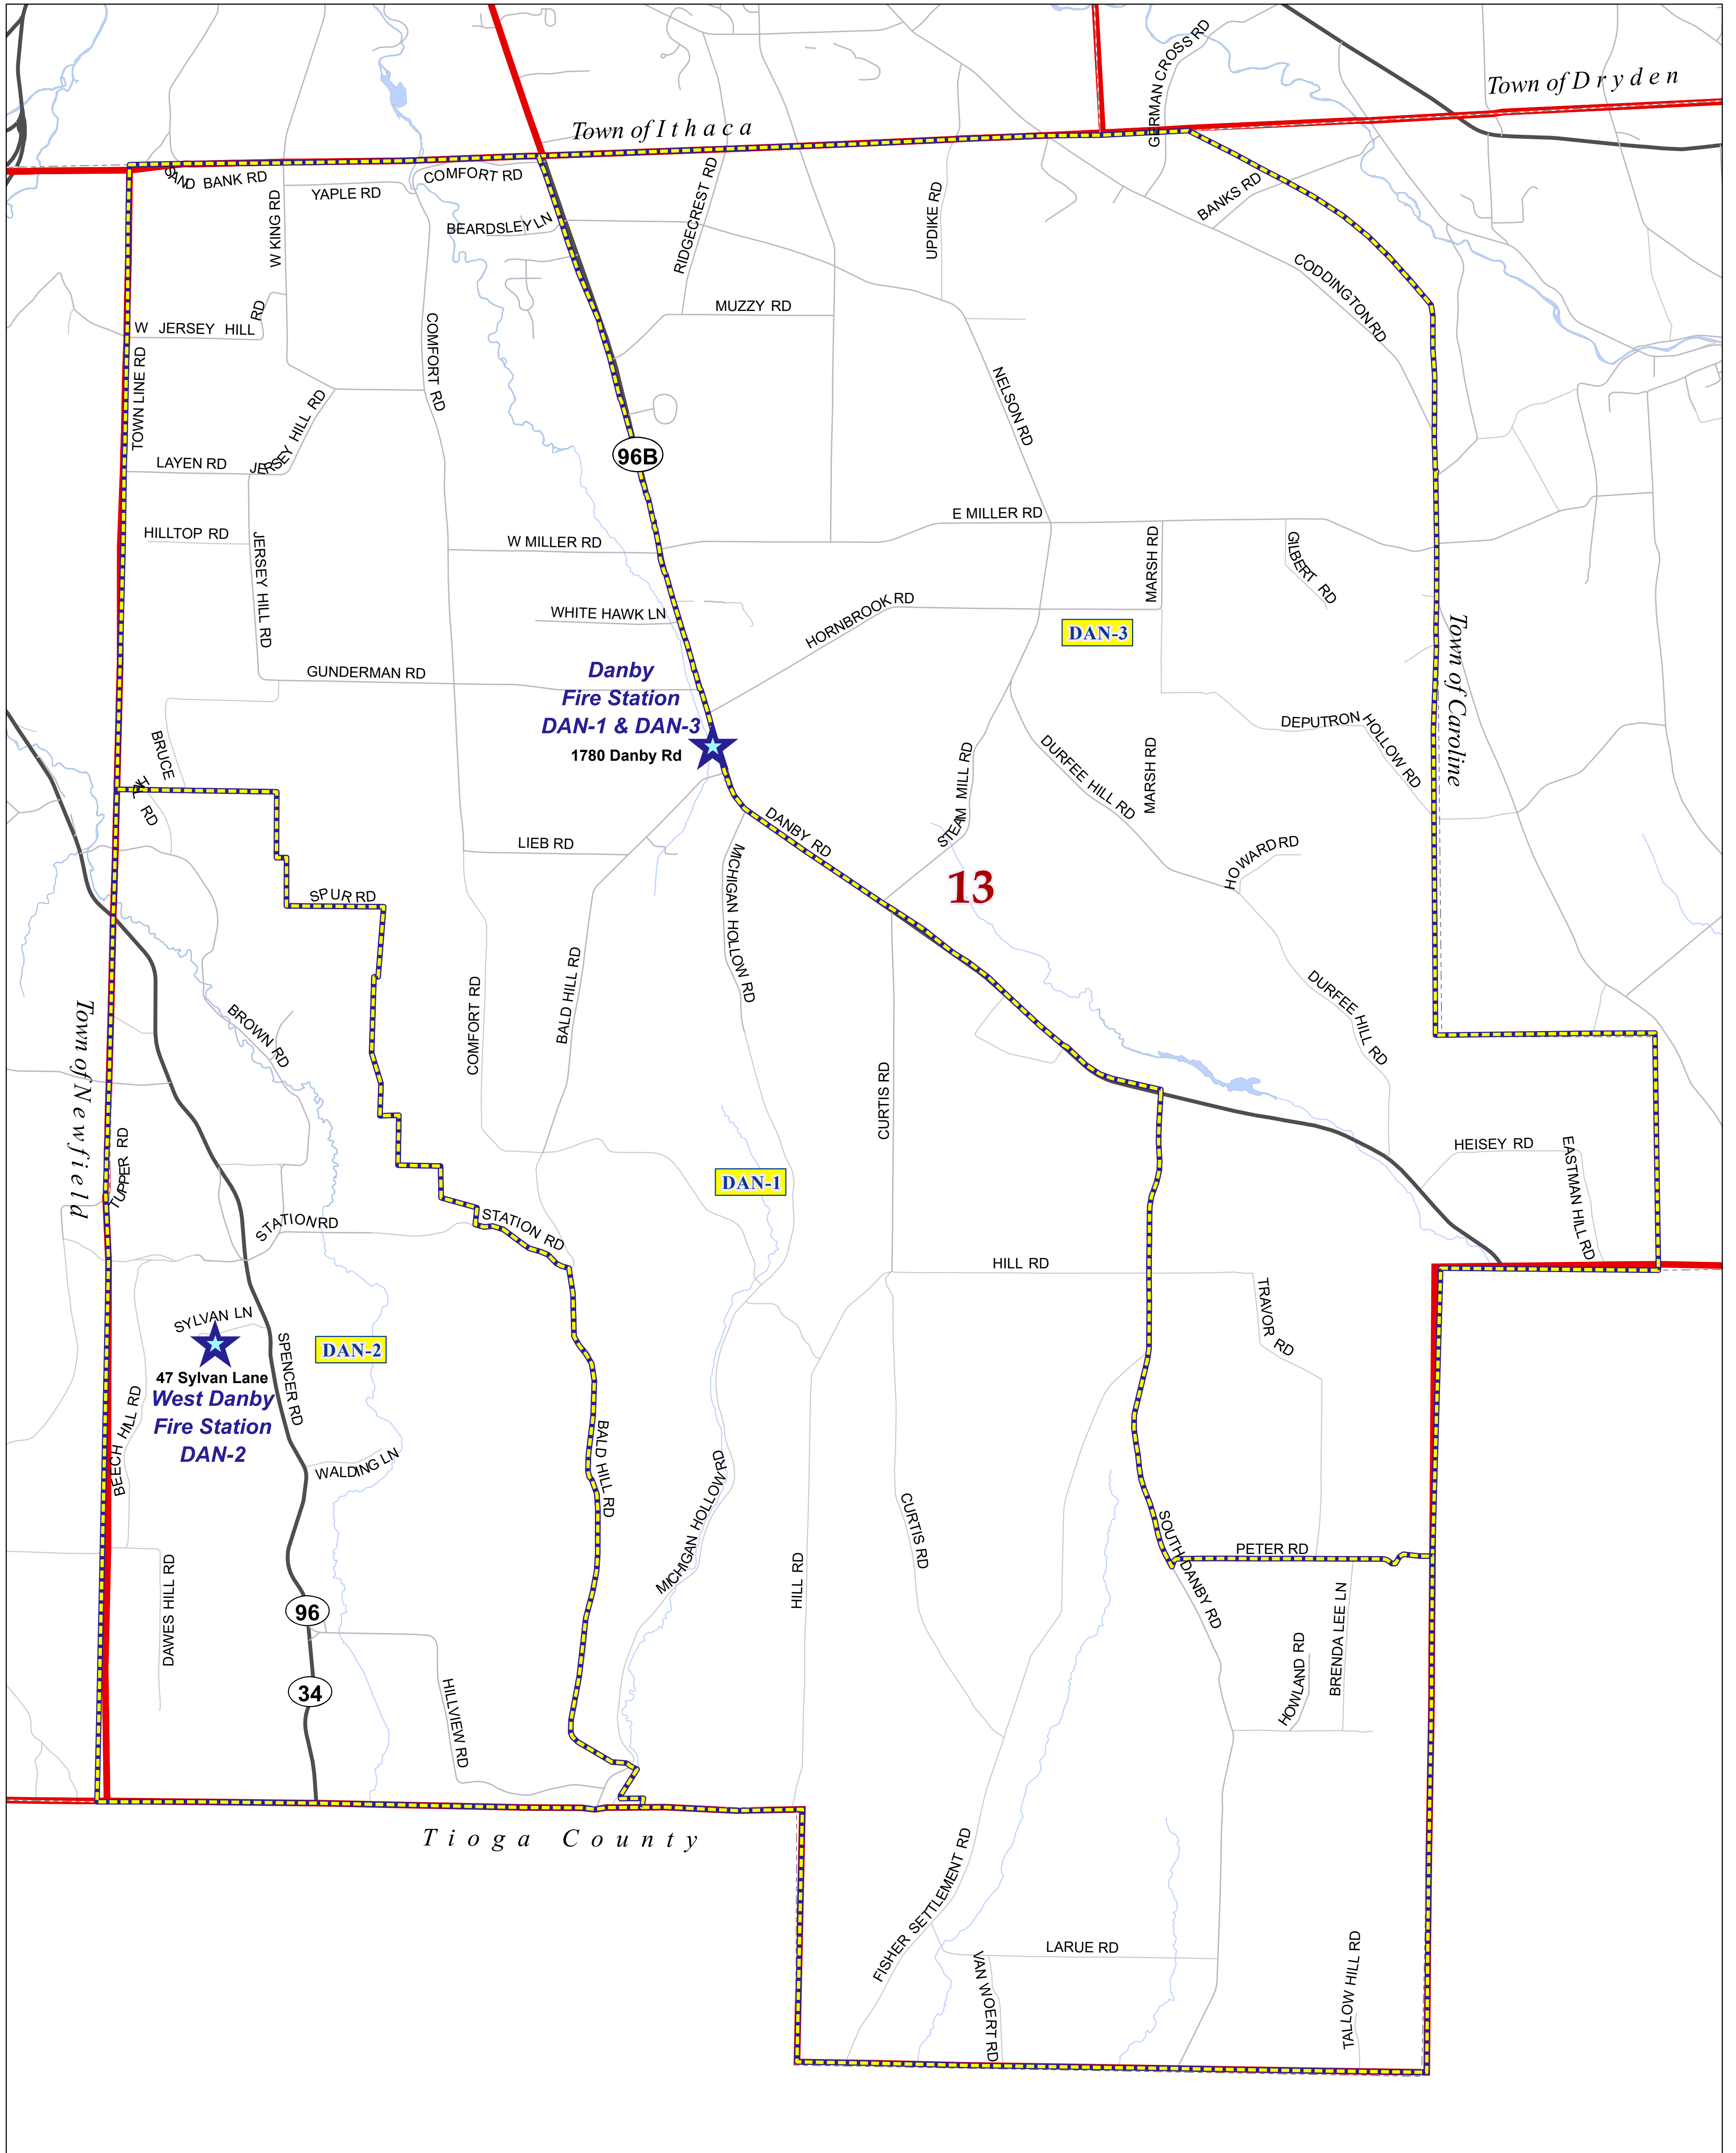 GERMAN CROSS RD
Town of Dryden
Town of Ithaca
SAND BANK RD
COMFORT RD
YAPLE RD
W KING RD
BEARDSLEY LN
RIDGECREST RD
UPDIKE RD
BANKS RD
CODDINGTON RD
MUZZY RD
W JERSEY HILL RD
TOWN LINE RD
COMFORT RD
NELSON RD
JERSEY HILL RD
LAYEN RD
96B
E MILLER RD
HILLTOP RD
W MILLER RD
JERSEY HILL RD
MARSH RD
GILBERT RD
WHITE HAWK LN
HORNBROOK RD
DAN-3
Town of Caroline
GUNDERMAN RD
Danby
Fire Station
DAN-1 & DAN-3
1780 Danby Rd
BRUCE HILL RD
DEPUTRON HOLLOW RD
STEAM MILL RD
DURFEE HILL RD
MARSH RD
DANBY RD
LIEB RD
MICHIGAN HOLLOW RD
HOWARD RD
13
SPUR RD
BALD HILL RD
COMFORT RD
BROWN RD
DURFEE HILL RD
Town of Newfield
CURTIS RD
TUPPER RD
HEISEY RD
EASTMAN HILL RD
DAN-1
STATION RD
STATION RD
HILL RD
TRAVOR RD
SYLVAN LN
DAN-2
SPENCER RD
47 Sylvan Lane
West Danby
Fire Station
DAN-2
BEECH HILL RD
WALDING LN
BALD HILL RD
MICHIGAN HOLLOW RD
CURTIS RD
SOUTH DANBY RD
PETER RD
HILL RD
DAWES HILL RD
96
34
HILLVIEW RD
BRENDA LEE LN
HOWLAND RD
Tioga County
FISHER SETTLEMENT RD
LARUE RD
VAN WOERT RD
TALLOW HILL RD